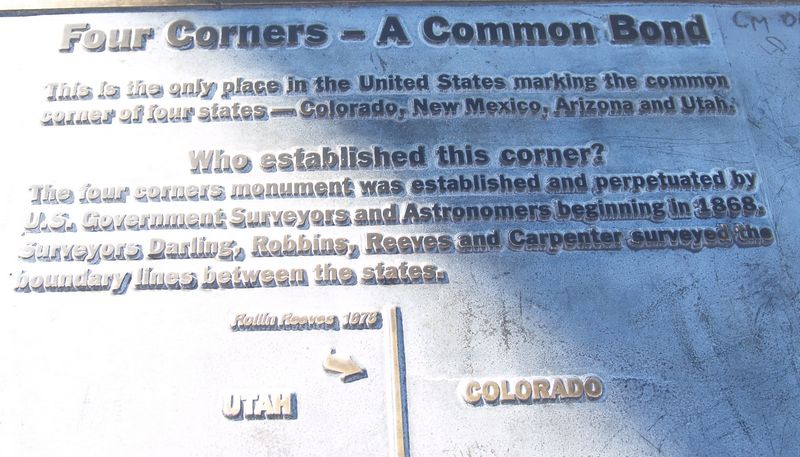 Four Corners – A Common Bond
This is the only place in the United States marking the common
corner of four states — Colorado, New Mexico, Arizona and Utah.
Who established this corner?
The four corners monument was established and perpetuated by
U.S. Government Surveyors and Astronomers beginning in 1868.
Surveyors Darling, Robbins, Reeves and Carpenter surveyed the
boundary lines between the states.
Rollin Reeves 1878
UTAH
COLORADO